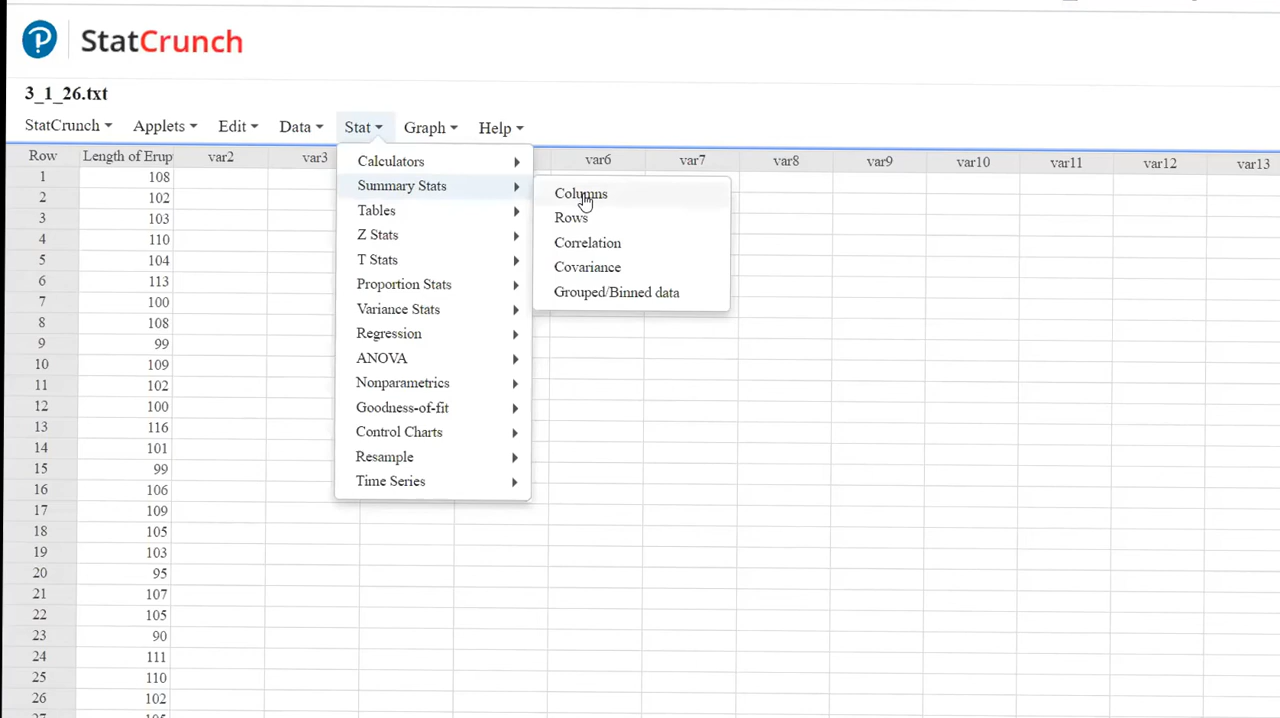 StatCrunch
3_1_26.txt
StatCrunch Applets Edit Data Stat Graph Help
Row Length of Erup var2 var3 var6 var7 var8 var9 var10 var11 var12 var13
Calculators
Summary Stats
Tables
Z Stats
T Stats
Proportion Stats
Variance Stats
Regression
ANOVA
Nonparametrics
Goodness-of-fit
Control Charts
Resample
Time Series
Columns
Rows
Correlation
Covariance
Grouped/Binned data
1 108
2 102
3 103
4 110
5 104
6 113
7 100
8 108
9 99
10 109
11 102
12 100
13 116
14 101
15 99
16 106
17 109
18 105
19 103
20 95
21 107
22 105
23 90
24 111
25 110
26 102
27 105